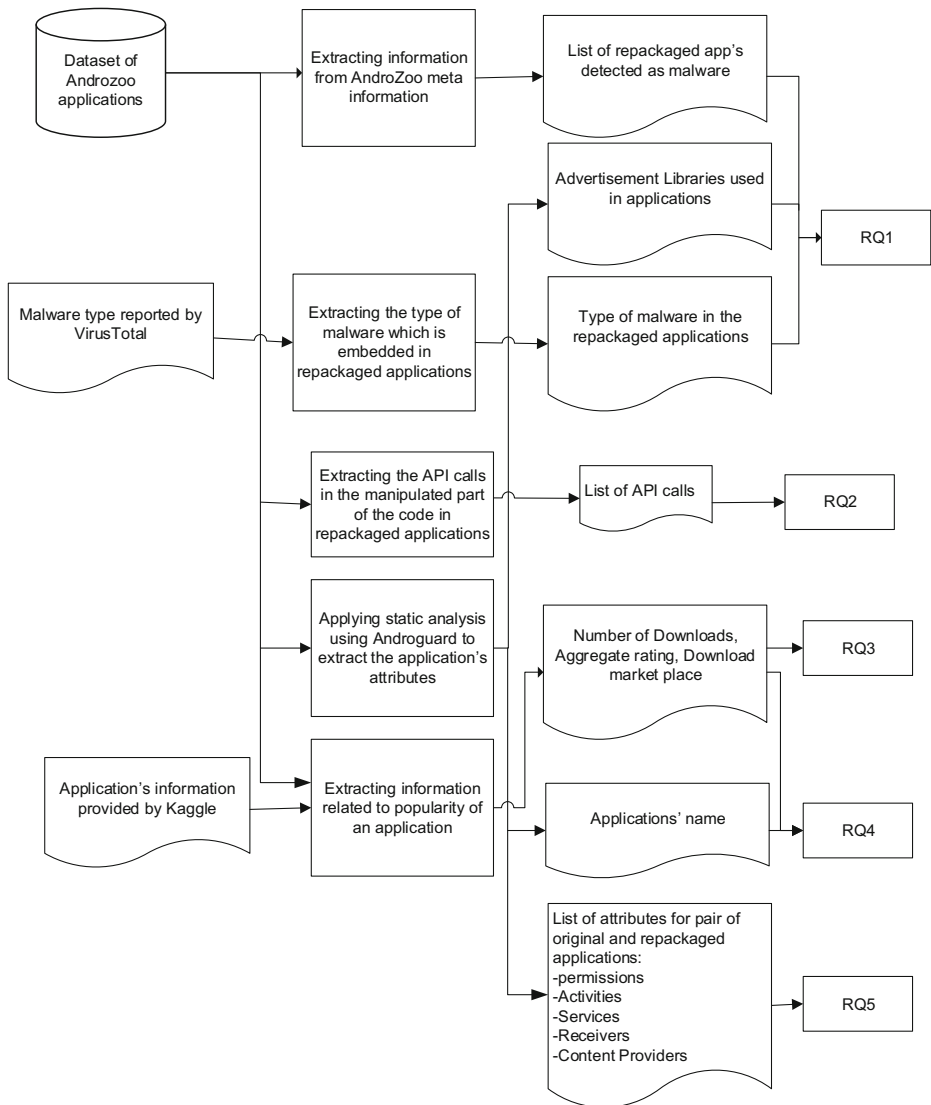 Dataset of
Androzoo
applications
Extracting information
from AndroZoo meta
information
List of repackaged app's
detected as malware
Advertisement Libraries used
in applications
RQ1
Malware type reported by
VirusTotal
Extracting the type of
malware which is
embedded in
repackaged applications
Type of malware in the
repackaged applications
Extracting the API calls
in the manipulated part
of the code in
repackaged applications
List of API calls
RQ2
Applying static analysis
using Androguard to
extract the application's
attributes
Number of Downloads,
Aggregate rating, Download
market place
RQ3
Application's information
provided by Kaggle
Extracting information
related to popularity of
an application
Applications' name
RQ4
List of attributes for pair of
original and repackaged
applications:
-permissions
-Activities
-Services
-Receivers
-Content Providers
RQ5